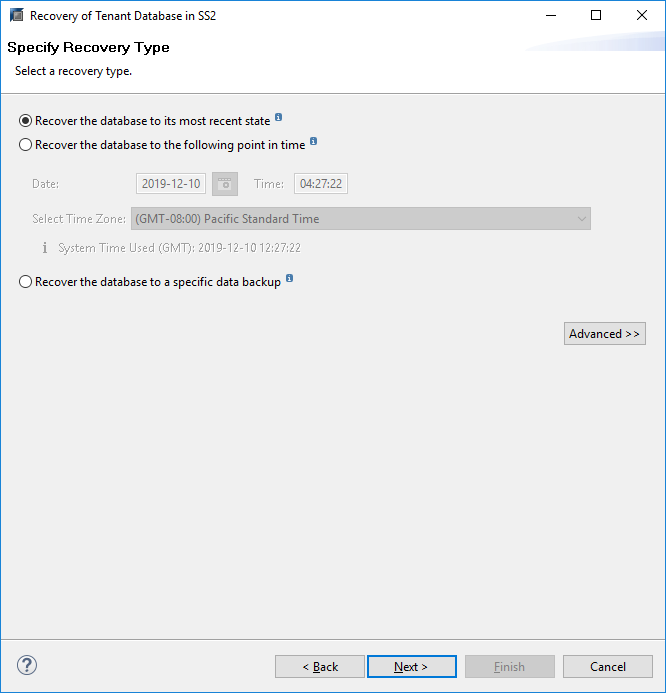 Recovery of Tenant Database in SS2
Specify Recovery Type
Select a recovery type.
Recover the database to its most recent state
Recover the database to the following point in time
Date: 2019-12-10 Time: 04:27:22
Select Time Zone: (GMT-08:00) Pacific Standard Time
System Time Used (GMT): 2019-12-10 12:27:22
Recover the database to a specific data backup
Advanced >>
< Back Next > Finish Cancel